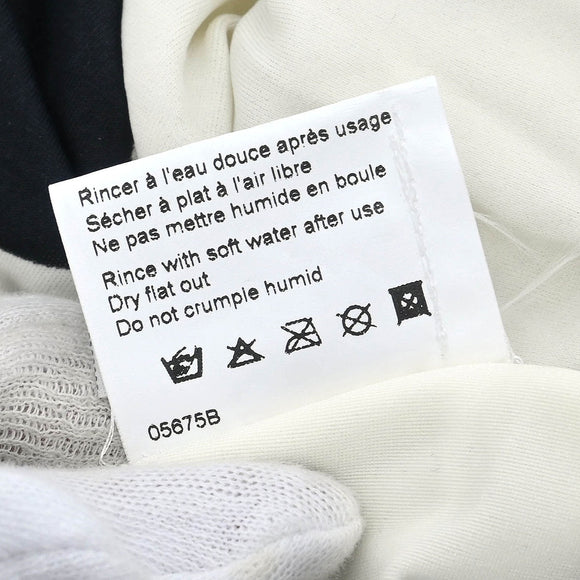 Rincer à l'eau douce après usage
Sécher à plat à l'air libre
Ne pas mettre humide en boule
Rince with soft water after use
Dry flat out
Do not crumple humid
05675B